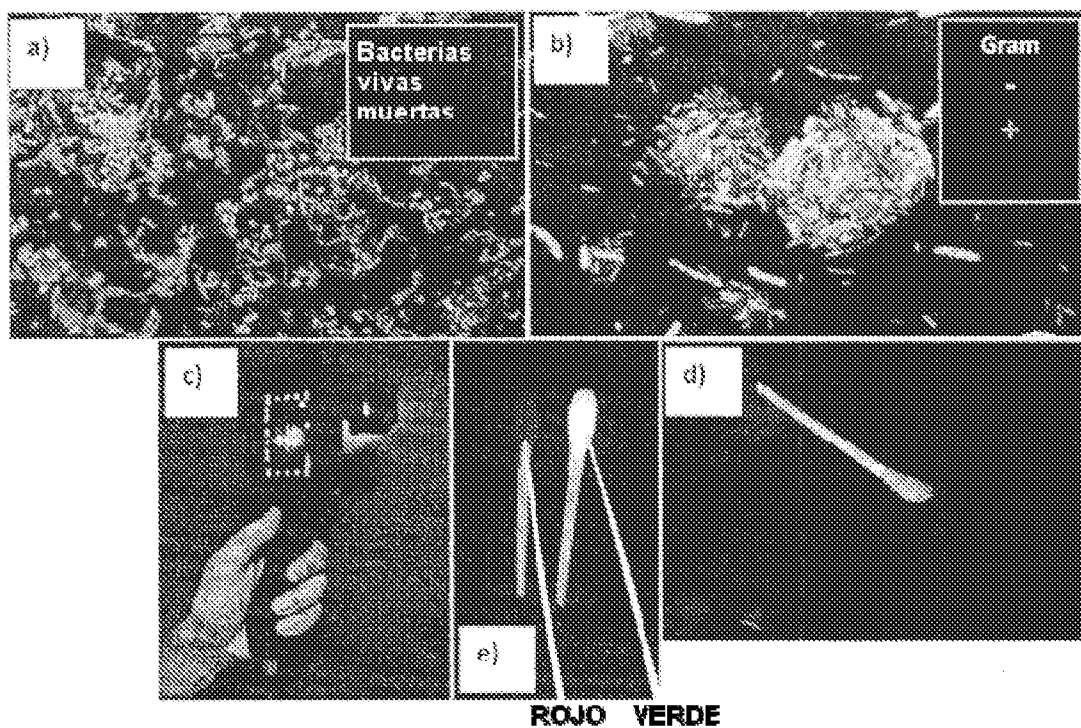 a)
Bacterias
vivas
muertas
b)
Gram
-
+
c)
e)
d)
ROJO VERDE